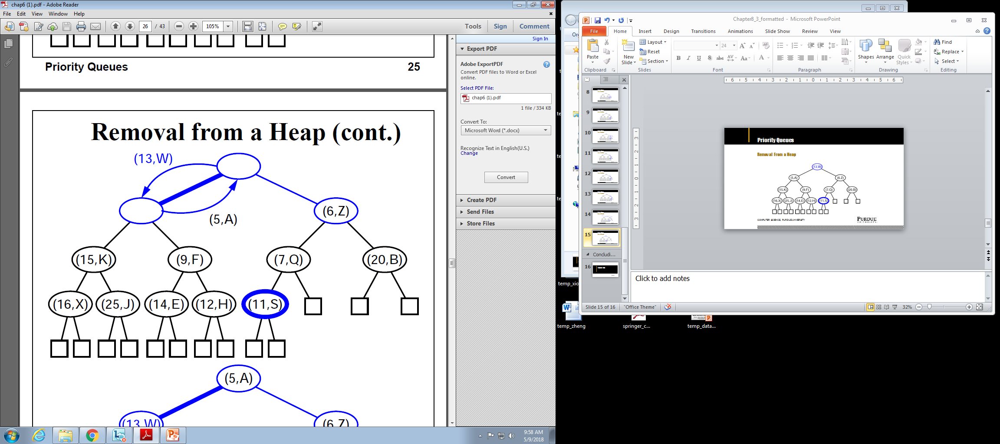 chap6 (1).pdf - Adobe Reader
File Edit View Window Help
26 / 43
105%
Tools Sign Comment
Priority Queues 25
Removal from a Heap (cont.)
(13,W)
(5,A)
(6,Z)
(15,K) (9,F) (7,Q) (20,B)
(16,X) (25,J) (14,E) (12,H) (11,S)
(5,A)
(13,W) (6,Z)
Sign In
Export PDF
Adobe ExportPDF
Convert PDF files to Word or Excel
online.
Select PDF File:
chap6 (1).pdf
1 file / 334 KB
Convert To:
Microsoft Word (*.docx)
Recognize Text in English(U.S.)
Change
Convert
Create PDF
Send Files
Store Files
9:58 AM
5/9/2018
Chapter8_3_formatted - Microsoft PowerPoint
File Home Insert Design Transitions Animations Slide Show Review View
Paste
Clipboard
New
Slide
Layout
Reset
Section
Slides
24
B I U S abc AV Aa A
Font
Paragraph
Shapes Arrange Quick
Styles
Drawing
Find
Replace
Select
Editing
6 5 4 3 2 1 0 1 2 3 4 5 6
3
2
1
0
1
2
3
8
9
10
11
12
13
14
15
Concludi...
16
Priority Queues
Removal From a Heap
(13,W)
(5,A) (6,Z)
(15,K) (9,F) (7,Q) (20,B)
(16,X) (25,J) (14,E) (12,H) (11,S)
COMPUTER SCIENCE, PURDUE UNIVERSITY
PURDUE
UNIVERSITY
Click to add notes
Slide 15 of 16 "Office Theme" 32%
temp_xio
temp_zheng
springer_c...
temp_data...